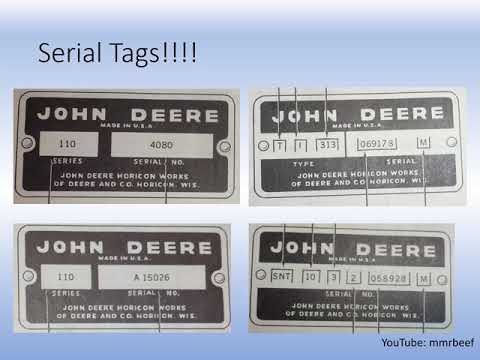 Serial Tags!!!!
JOHN DEERE
MADE IN U.S.A
110
4080
SERIES
SERIAL NO.
JOHN DEERE HORICON WORKS
OF DEERE AND CO. HORICON, WIS.
JOHN DEERE
MADE IN U.S.A
T
I
313
069178
M
TYPE
SERIAL
JOHN DEERE HORICON WORKS
OF DEERE AND CO. HORICON, WIS.
JOHN DEERE
MADE IN U.S.A
110
A 15026
SERIES
SERIAL NO.
JOHN DEERE HORICON WORKS
OF DEERE AND CO. HORICON, WIS.
JOHN DEERE
MADE IN U.S.A
SNT
10
3
2
058928
M
SERIAL NO.
JOHN DEERE HORICON WORKS
OF DEERE AND CO. HORICON, WIS.
YouTube: mmrbeef